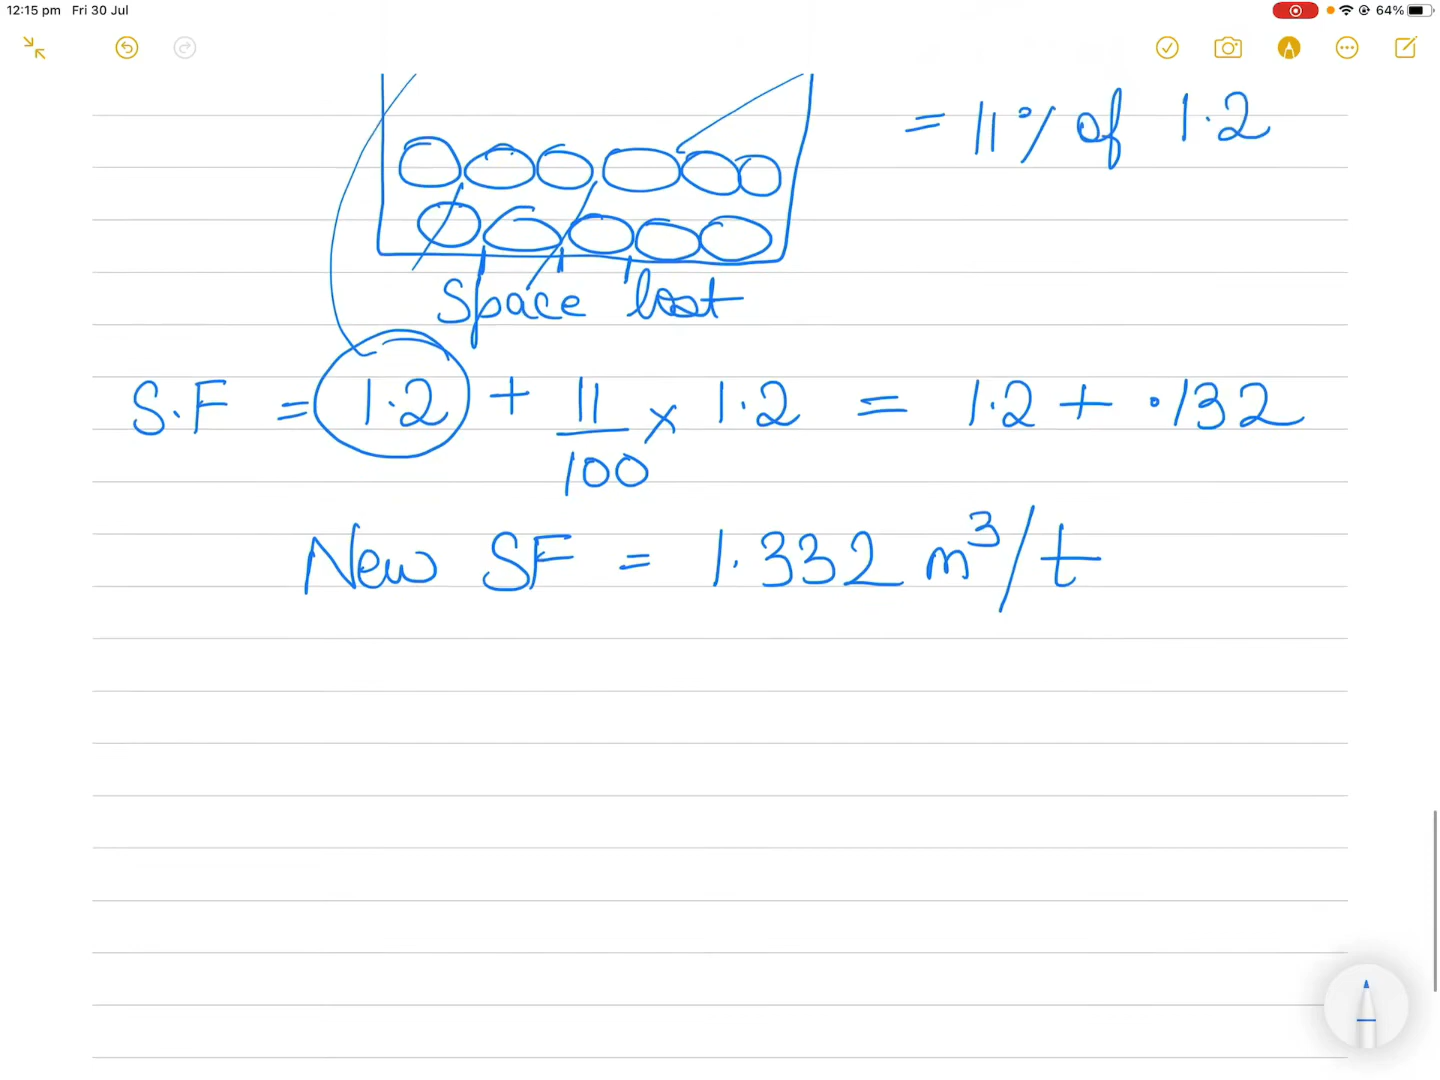 12:15 pm Fri 30 Jul
64%
= 11% of 1.2
Space lost
S.F = 1.2 + 11/100 x 1.2 = 1.2 + .132
New SF = 1.332 m³/t